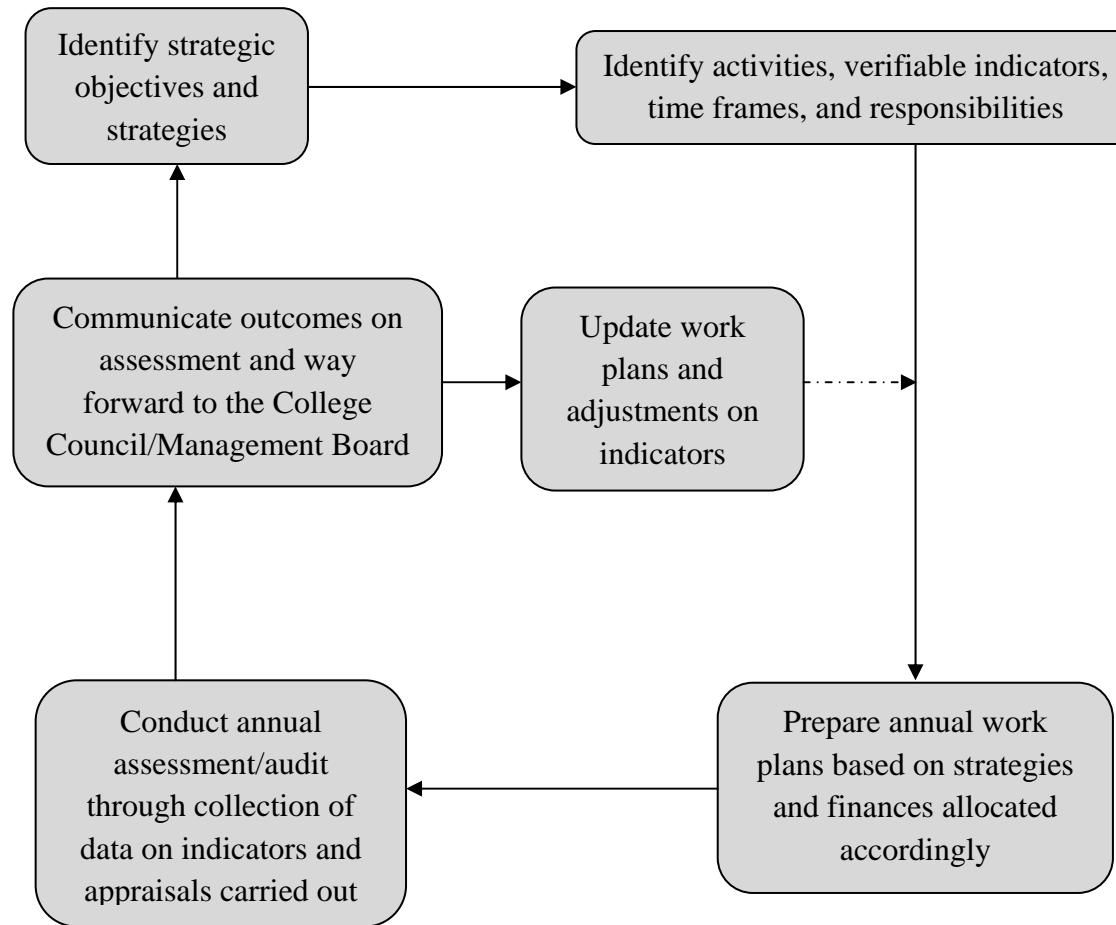 Identify strategic
objectives and
strategies
Identify activities, verifiable indicators,
time frames, and responsibilities
Communicate outcomes on
assessment and way
forward to the College
Council/Management Board
Update work
plans and
adjustments on
indicators
Conduct annual
assessment/audit
through collection of
data on indicators and
appraisals carried out
Prepare annual work
plans based on strategies
and finances allocated
accordingly